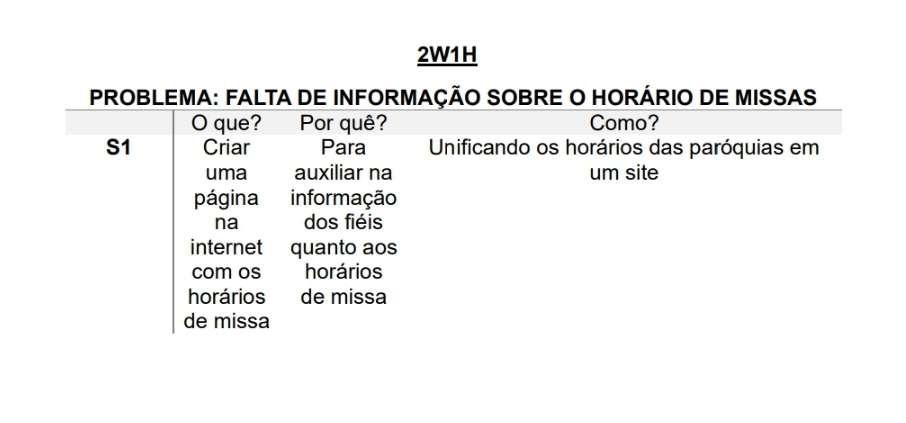 2W1H
PROBLEMA: FALTA DE INFORMAÇÃO SOBRE O HORÁRIO DE MISSAS
O que? Por quê? Como?
S1 Criar Para Unificando os horários das paróquias em
uma auxiliar na um site
página informação
na dos fiéis
internet quanto aos
com os horários
horários de missa
de missa